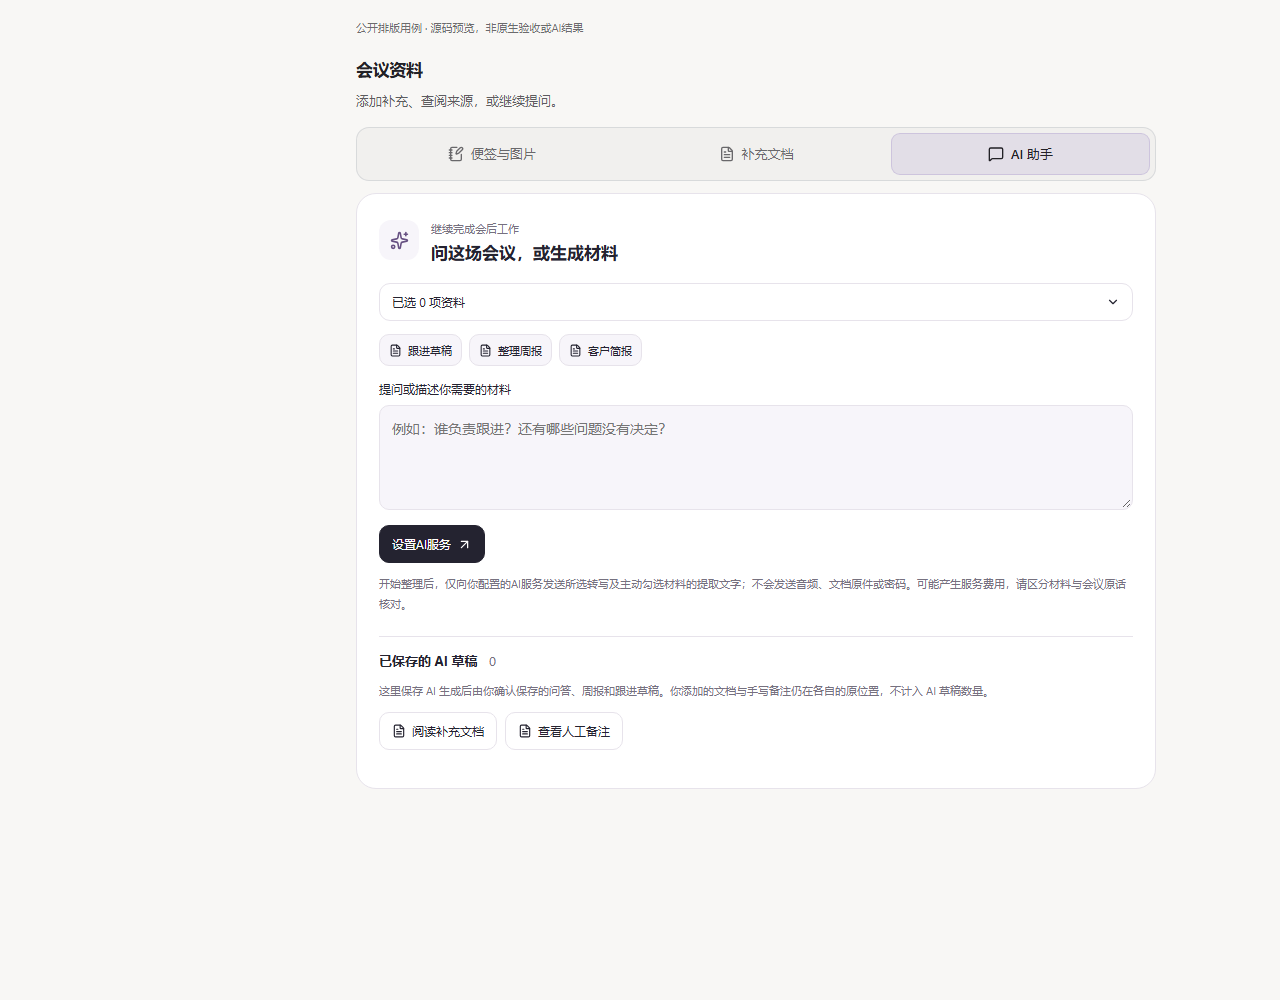 公开排版用例 · 源码预览，非原生验收或AI结果
会议资料
添加补充、查阅来源，或继续提问。
便签与图片
补充文档
AI 助手
继续完成会后工作
问这场会议，或生成材料
已选 0 项资料
跟进草稿
整理周报
客户简报
提问或描述你需要的材料
例如：谁负责跟进？还有哪些问题没有决定？
设置AI服务
开始整理后，仅向你配置的AI服务发送所选转写及主动勾选材料的提取文字；不会发送音频、文档原件或密码。可能产生服务费用，请区分材料与会议原话
核对。
已保存的 AI 草稿 0
这里保存 AI 生成后由你确认保存的问答、周报和跟进草稿。你添加的文档与手写备注仍在各自的原位置，不计入 AI 草稿数量。
阅读补充文档
查看人工备注